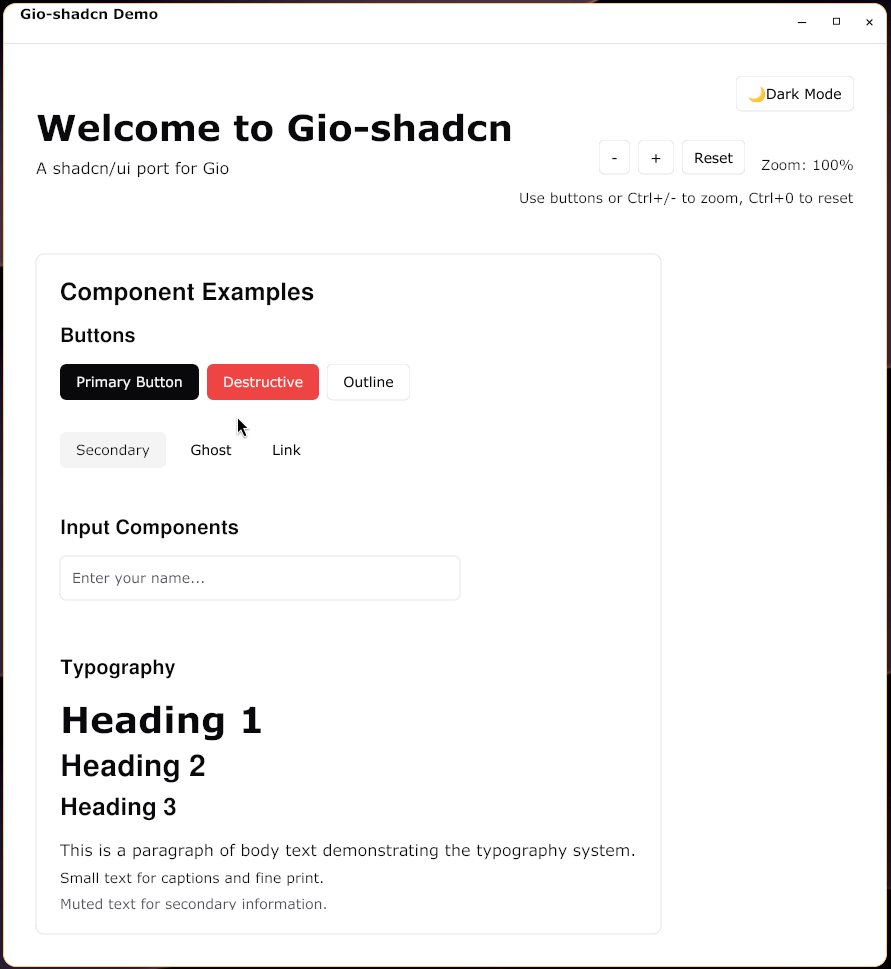 Gio-shadcn Demo
🌙Dark Mode
Welcome to Gio-shadcn
A shadcn/ui port for Gio
- + Reset Zoom: 100%
Use buttons or Ctrl+/- to zoom, Ctrl+0 to reset
Component Examples
Buttons
Primary Button Destructive Outline
Secondary Ghost Link
Input Components
Enter your name...
Typography
Heading 1
Heading 2
Heading 3
This is a paragraph of body text demonstrating the typography system.
Small text for captions and fine print.
Muted text for secondary information.